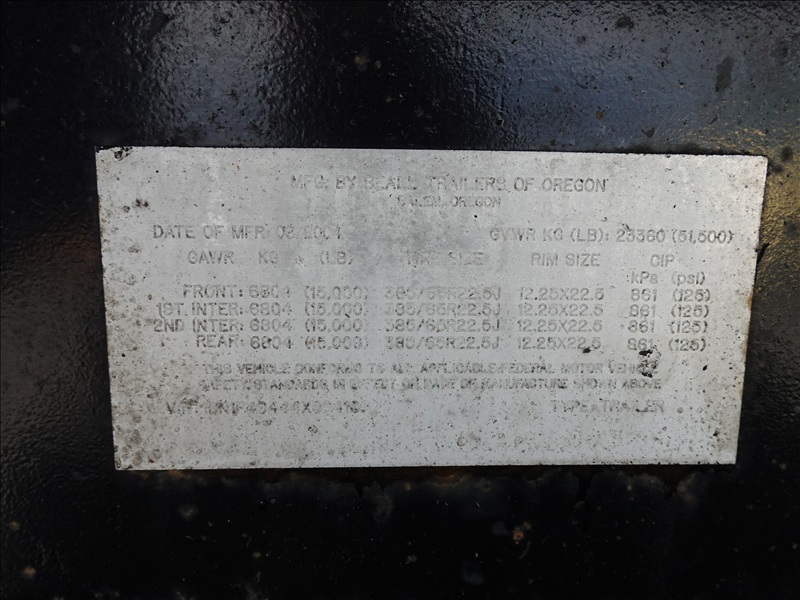 MFG. BY BEALL TRAILERS OF OREGON
SALEM, OREGON
DATE OF MFR: GVWR KG (LB): 23360 (51,500)
GAWR KG (LB) TIRE SIZE RIM SIZE CIP
kPa (psi)
FRONT: 6804 (15,000) 385/65R22.5J 12.25X22.5 861 (125)
1ST. INTER: 6804 (15,000) 385/65R22.5J 12.25X22.5 861 (125)
2ND INTER: 6804 (15,000) 385/65R22.5J 12.25X22.5 861 (125)
REAR: 6804 (15,000) 385/65R22.5J 12.25X22.5 861 (125)
THIS VEHICLE CONFORMS TO ALL APPLICABLE FEDERAL MOTOR VEHICLE
SAFETY STANDARDS IN EFFECT ON DATE OF MANUFACTURE SHOWN ABOVE
TYPE: TRAILER